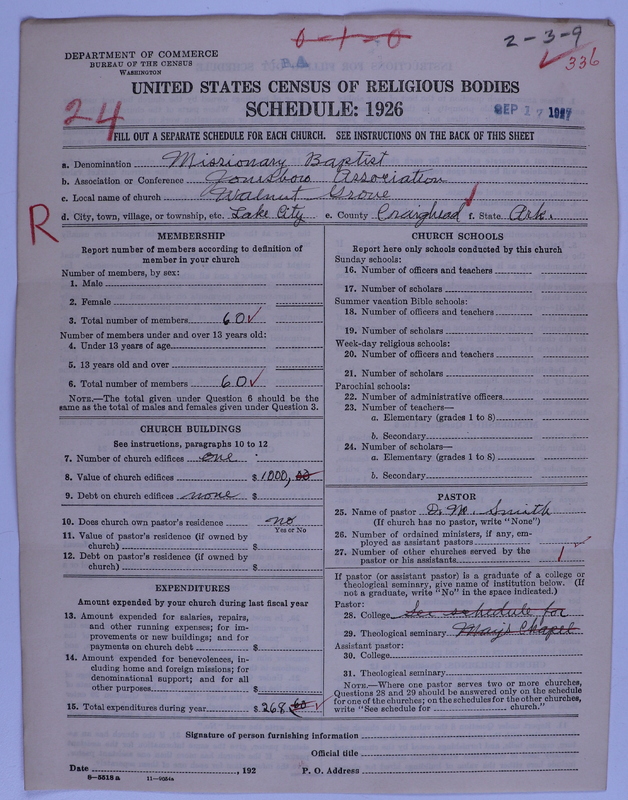 0-1-0
2-3-9
336
DEPARTMENT OF COMMERCE
BUREAU OF THE CENSUS
WASHINGTON
UNITED STATES CENSUS OF RELIGIOUS BODIES
SCHEDULE: 1926
24
SEP 17 1927
FILL OUT A SEPARATE SCHEDULE FOR EACH CHURCH. SEE INSTRUCTIONS ON THE BACK OF THIS SHEET
a. Denomination Missionary Baptist
b. Association or Conference Jonesboro Association
c. Local name of church Walnut Grove
d. City, town, village, or township, etc. Lake City e. County Craighead f. State Ark.
R
MEMBERSHIP
Report number of members according to definition of
member in your church
Number of members, by sex:
1. Male
2. Female
3. Total number of members 60 ✓
Number of members under and over 13 years old:
4. Under 13 years of age
5. 13 years old and over
6. Total number of members 60 ✓
NOTE.—The total given under Question 6 should be
same as the total of males and females given under Question 3.
CHURCH BUILDINGS
See instructions, paragraphs 10 to 12
7. Number of church edifices one
8. Value of church edifices $ 1000, 00
9. Debt on church edifices none $
10. Does church own pastor's residence no
Yes or No
11. Value of pastor's residence (if owned by
church) $
12. Debt on pastor's residence (if owned by
church) $
EXPENDITURES
Amount expended by your church during last fiscal year
13. Amount expended for salaries, repairs,
and other running expenses; for im-
provements or new buildings; and for
payments on church debt $
14. Amount expended for benevolences, in-
cluding home and foreign missions; for
denominational support; and for all
other purposes $
15. Total expenditures during year $ 268.60 ✓
CHURCH SCHOOLS
Report here only schools conducted by this church
Sunday schools:
16. Number of officers and teachers
17. Number of scholars
Summer vacation Bible schools:
18. Number of officers and teachers
19. Number of scholars
Week-day religious schools:
20. Number of officers and teachers
21. Number of scholars
Parochial schools:
22. Number of administrative officers
23. Number of teachers—
a. Elementary (grades 1 to 8)
b. Secondary
24. Number of scholars—
a. Elementary (grades 1 to 8)
b. Secondary
PASTOR
25. Name of pastor D. M. Smith
(If church has no pastor, write "None")
26. Number of ordained ministers, if any, em-
ployed as assistant pastors
27. Number of other churches served by the
pastor or his assistants 1
If pastor (or assistant pastor) is a graduate of a college or
theological seminary, give name of institution below. (If
not a graduate, write "No" in the space indicated.)
Pastor:
28. College See schedule for
29. Theological seminary May's Chapel
Assistant pastor:
30. College
31. Theological seminary
NOTE.—Where one pastor serves two or more churches,
Questions 28 and 29 should be answered only on the schedule
for one of the churches; on the schedules for the other churches,
write "See schedule for church."
Signature of person furnishing information
Official title
Date , 192 P. O. Address
8-5518 a 11-9054a